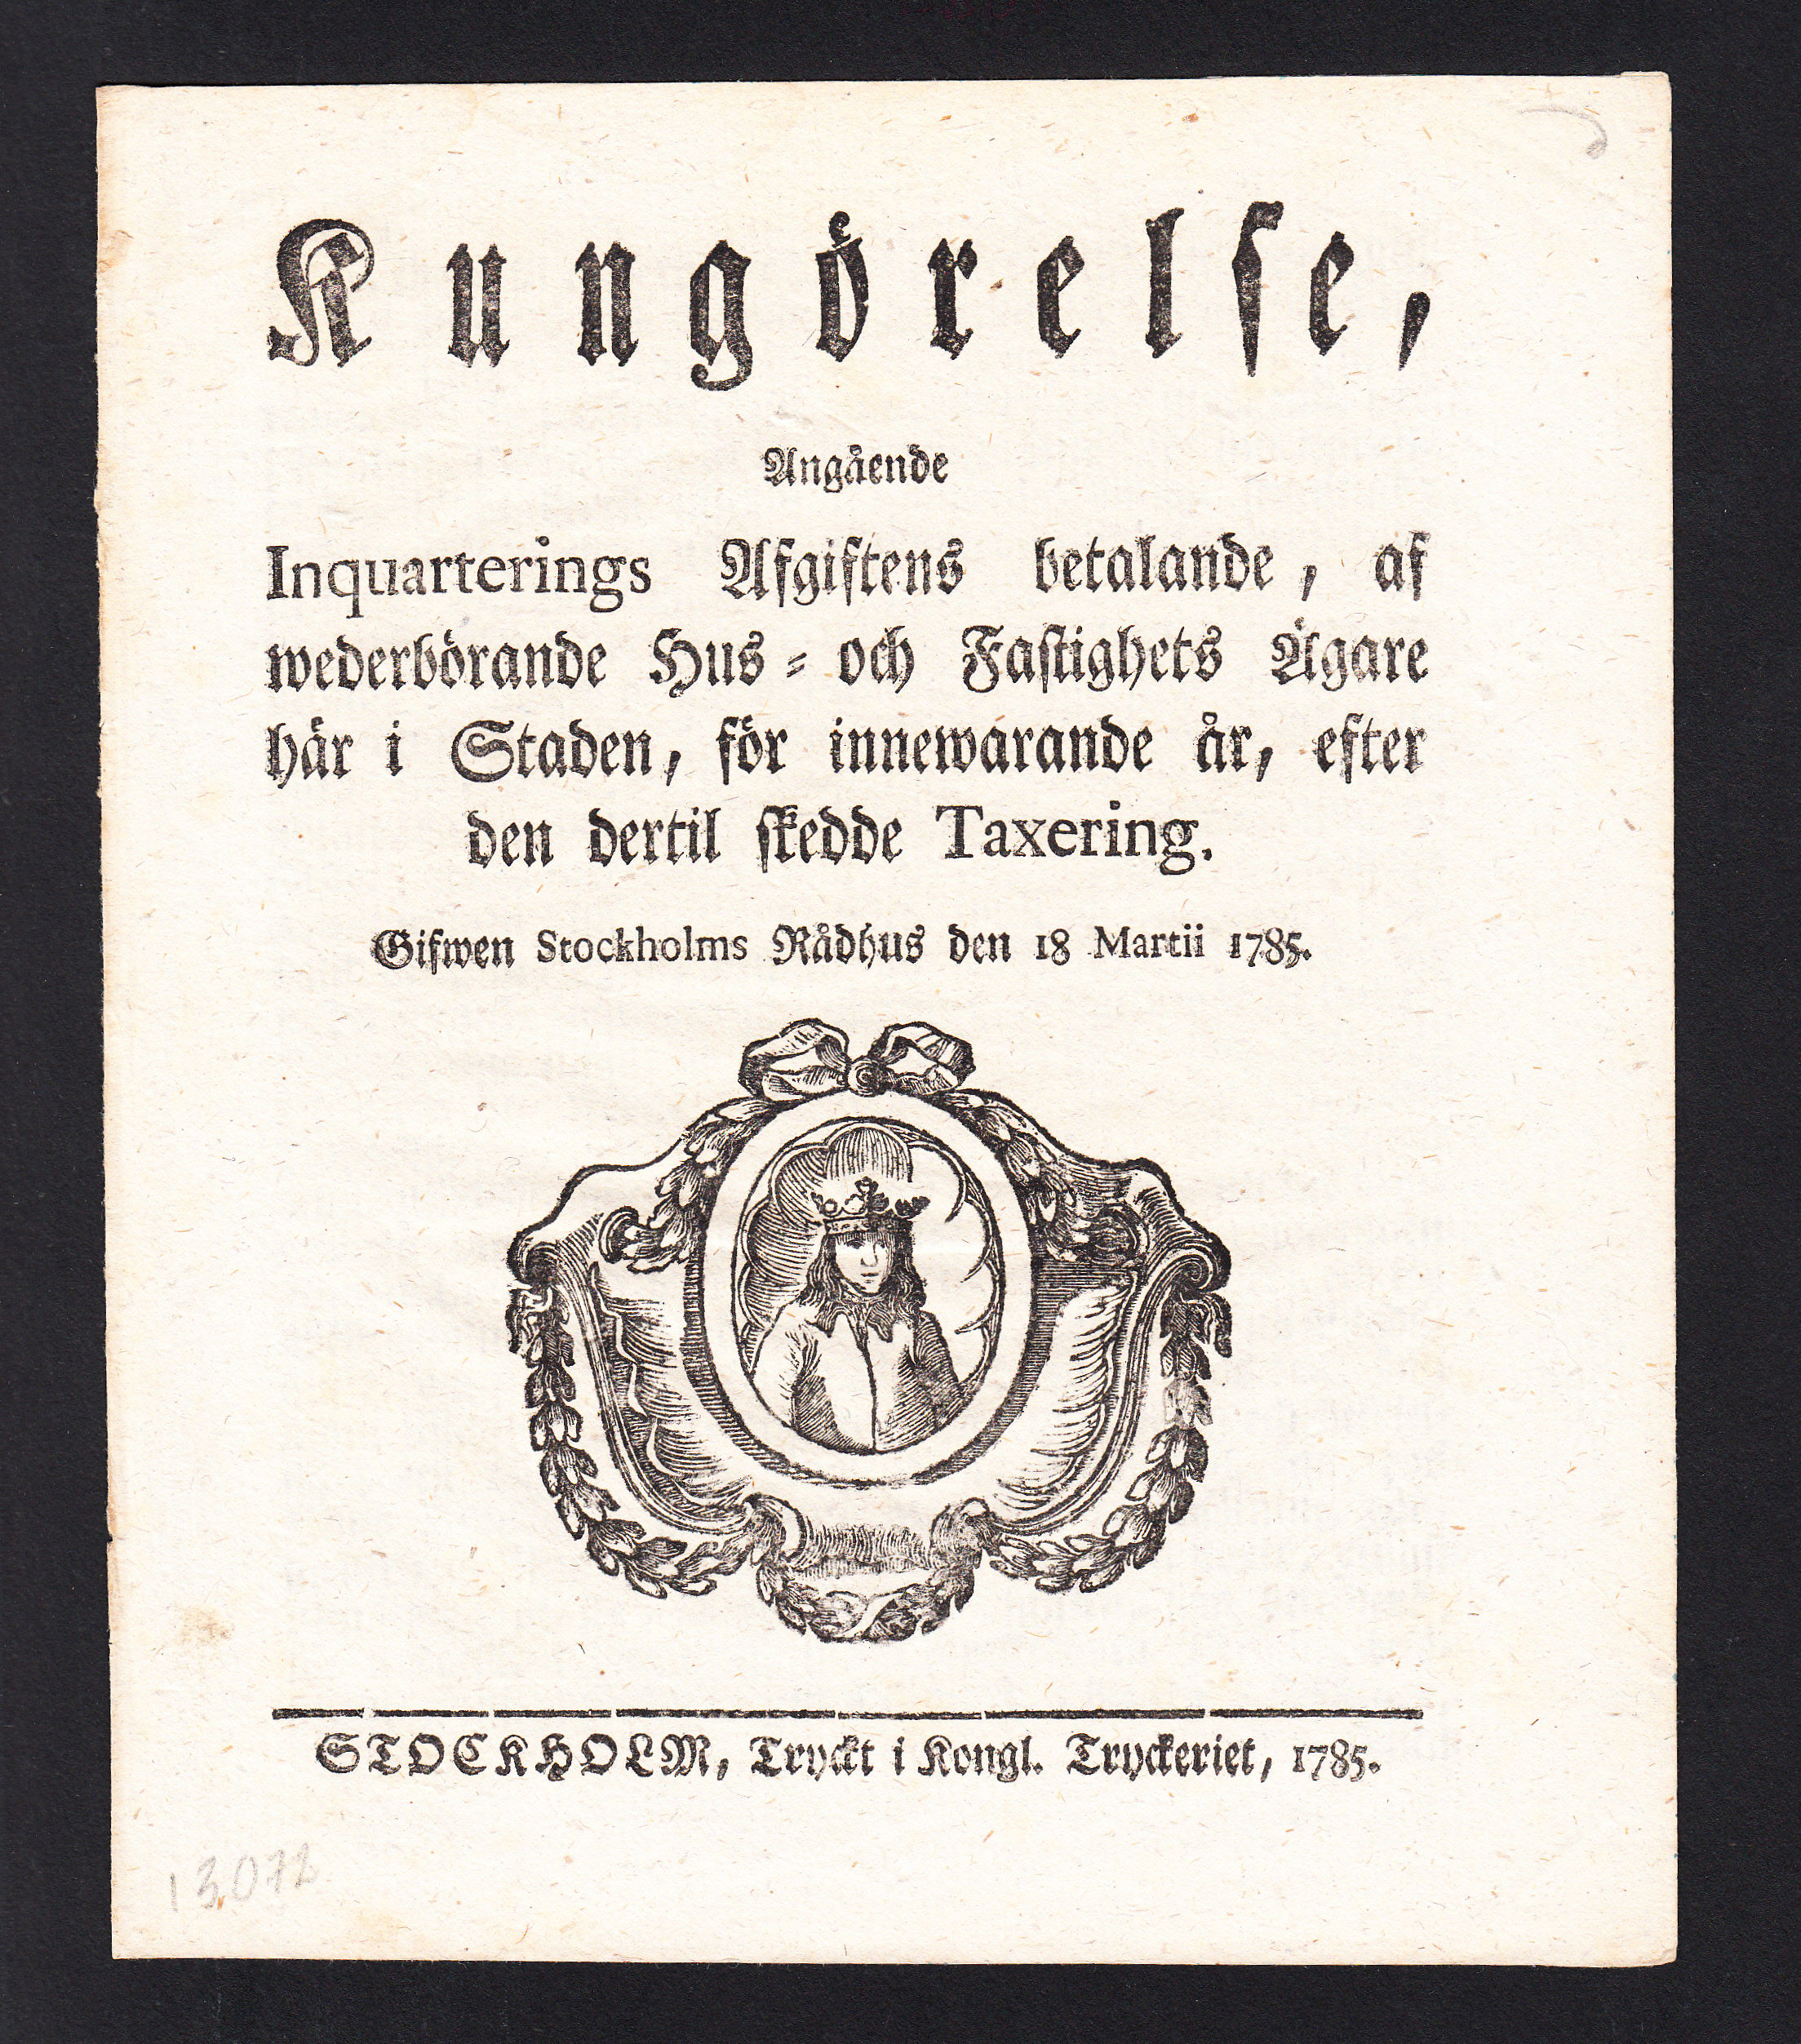 Kungörelse,
Angående
Inquarterings Afgiftens betalande, af
wederbörande Hus- och Fastighets Ägare
här i Staden, för innewarande år, efter
den dertil skedde Taxering.
Gifwen Stockholms Rådhus den 18 Martii 1785.
STOCKHOLM, Tryckt i Kongl. Tryckeriet, 1785.
13072